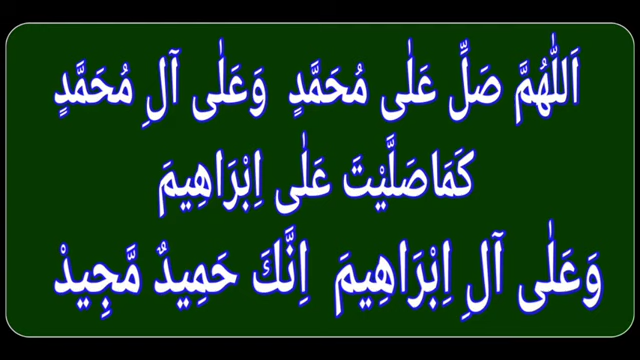 اَللّٰهُمَّ صَلِّ عَلٰى مُحَمَّدٍ وَعَلٰى آلِ مُحَمَّدٍ
كَمَاصَلَّيْتَ عَلٰى اِبْرَاهِيمَ
وَعَلٰى آلِ اِبْرَاهِيمَ اِنَّكَ حَمِيدٌ مَّجِيدْ